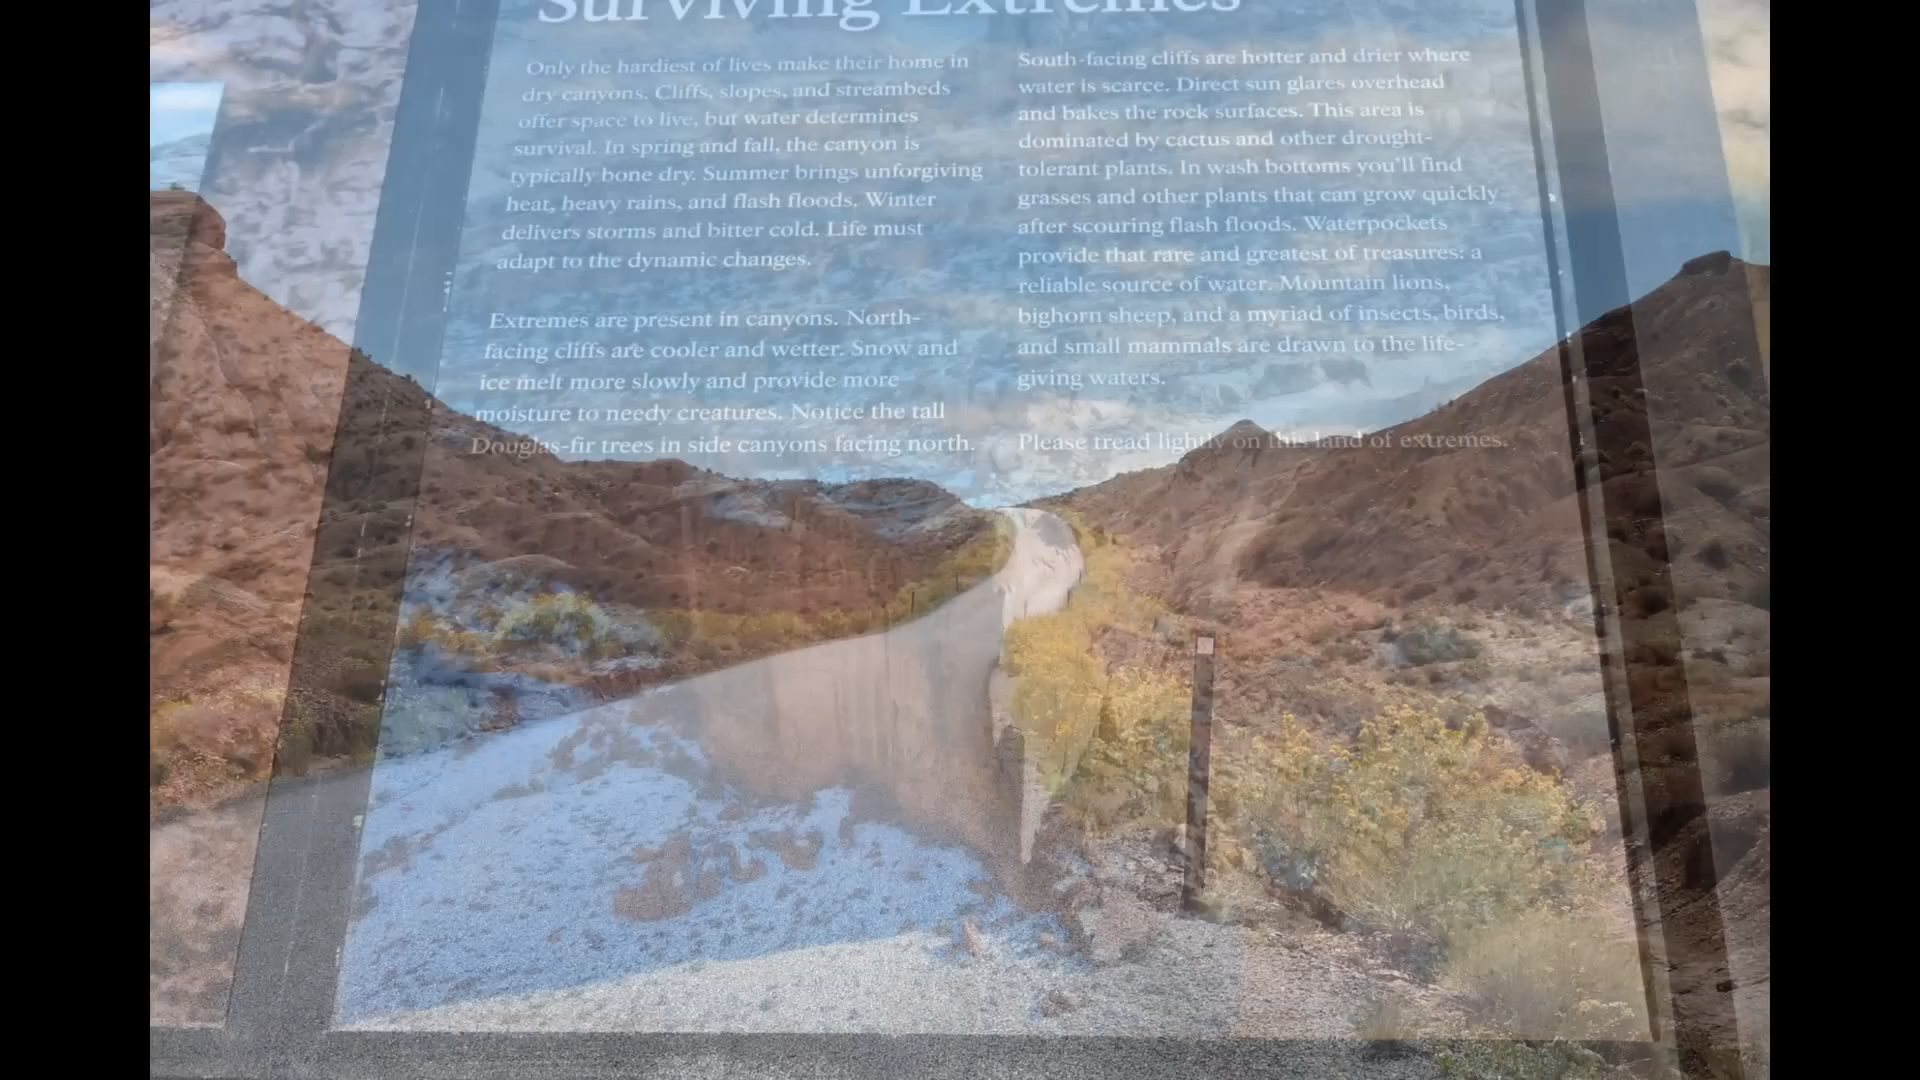 Surviving Extremes
Only the hardiest of lives make their home in
dry canyons. Cliffs, slopes, and streambeds
offer space to live, but water determines
survival. In spring and fall, the canyon is
typically bone dry. Summer brings unforgiving
heat, heavy rains, and flash floods. Winter
delivers storms and bitter cold. Life must
adapt to the dynamic changes.
Extremes are present in canyons. North-
facing cliffs are cooler and wetter. Snow and
ice melt more slowly and provide more
moisture to needy creatures. Notice the tall
Douglas-fir trees in side canyons facing north.
South-facing cliffs are hotter and drier where
water is scarce. Direct sun glares overhead
and bakes the rock surfaces. This area is
dominated by cactus and other drought-
tolerant plants. In wash bottoms you'll find
grasses and other plants that can grow quickly
after scouring flash floods. Waterpockets
provide that rare and greatest of treasures: a
reliable source of water. Mountain lions,
bighorn sheep, and a myriad of insects, birds,
and small mammals are drawn to the life-
giving waters.
Please tread lightly on this land of extremes.